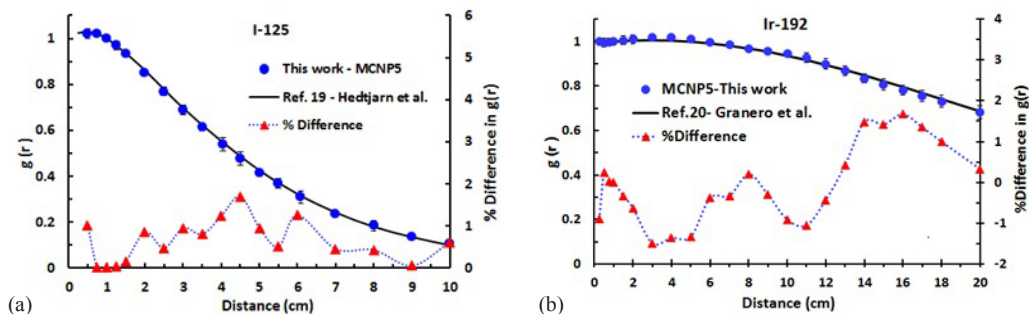 I-125
g (r)
1
0.8
0.6
0.4
0.2
0
0 1 2 3 4 5 6 7 8 9 10
Distance (cm)
6
5
4
3
2
1
0
% Difference in g(r)
This work - MCNP5
Ref. 19 - Hedtjarn et al.
% Difference
(a)
Ir-192
g (r)
1
0.8
0.6
0.4
0.2
0
0.2 2 4 6 8 10 12 14 16 18 20
Distance (cm)
4
3
2
1
0
-1
-2
%Difference in g(r)
MCNP5-This work
Ref.20- Granero et al.
%Difference
(b)